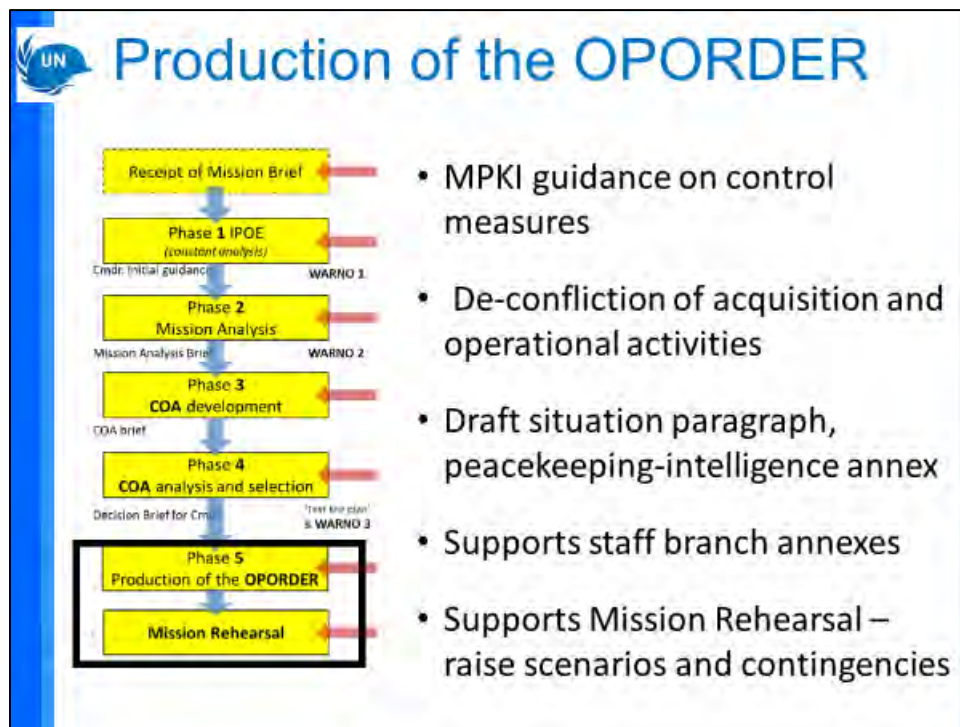 UN
Production of the OPORDER
Receipt of Mission Brief
Phase 1 IPOE
(constant analysis)
Cmdr. Initial guidance
WARNO 1
Phase 2
Mission Analysis
Mission Analysis Brief
WARNO 2
Phase 3
COA development
COA brief
Phase 4
COA analysis and selection
Decision Brief for Cmdr
'Test the plan'
& WARNO 3
Phase 5
Production of the OPORDER
Mission Rehearsal
• MPKI guidance on control
measures
• De-confliction of acquisition and
operational activities
• Draft situation paragraph,
peacekeeping-intelligence annex
• Supports staff branch annexes
• Supports Mission Rehearsal –
raise scenarios and contingencies